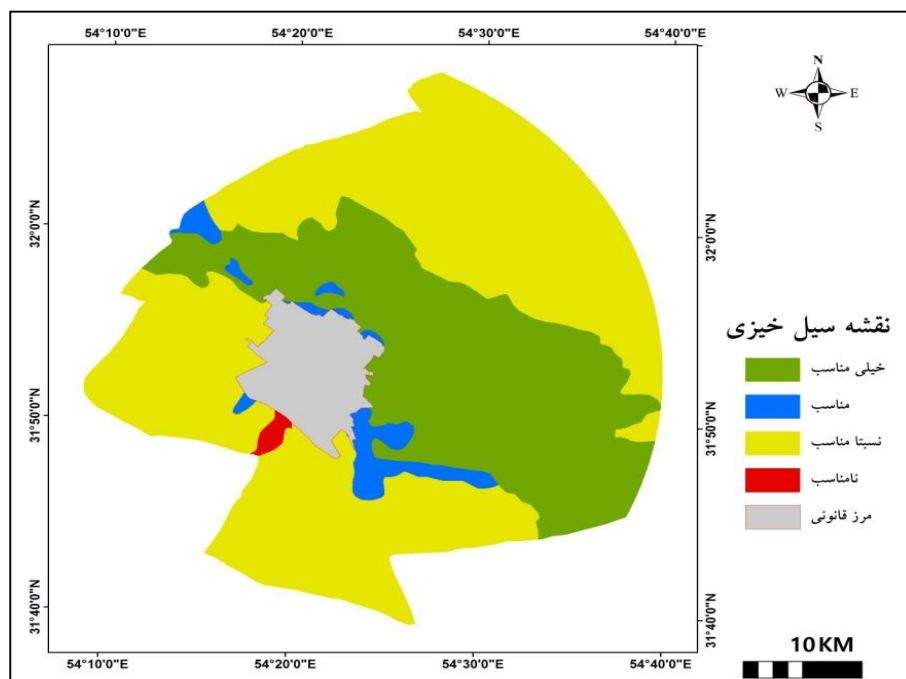 54°10'0"E 54°20'0"E 54°30'0"E 54°40'0"E
N
W E
S
32°0'0"N 32°0'0"N
31°50'0"N 31°50'0"N
31°40'0"N 31°40'0"N
نقشه سیل خیزی
خیلی مناسب
مناسب
نسبتا مناسب
نامناسب
مرز قانونی
10 KM
54°10'0"E 54°20'0"E 54°30'0"E 54°40'0"E